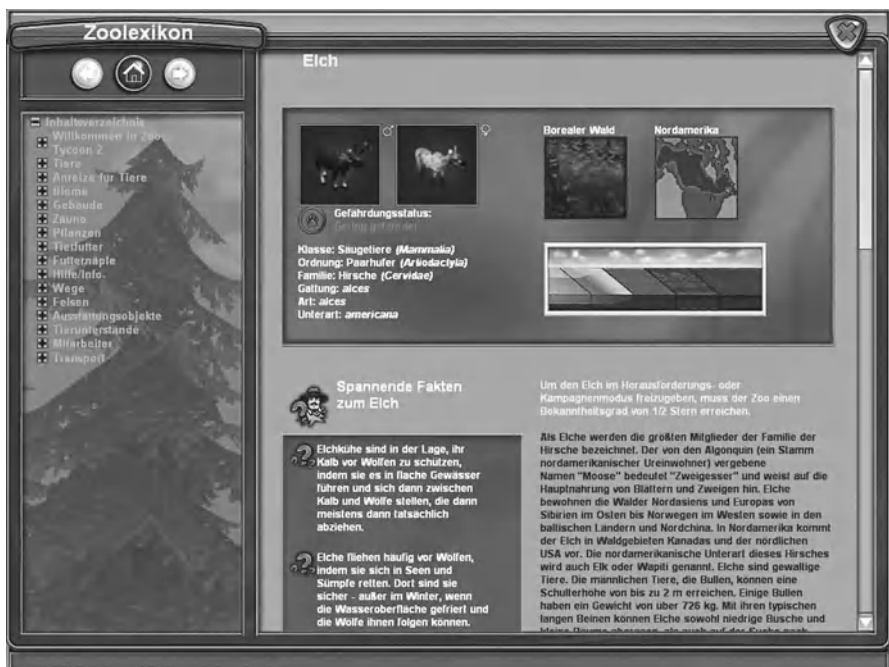 Zoolexikon
Inhaltsverzeichnis
Willkommen in Zoo
Tycoon 2
Tiere
Anreize für Tiere
Biome
Gebäude
Zäune
Pflanzen
Tierfutter
Futternäpfe
Hilfe/Info
Wege
Felsen
Ausstattungsobjekte
Tierunterstände
Mitarbeiter
Transport
Elch
Borealer Wald
Nordamerika
Gefährdungsstatus:
Gering gefährdet
Klasse: Säugetiere (Mammalia)
Ordnung: Paarhufer (Artiodactyla)
Familie: Hirsche (Cervidae)
Gattung: alces
Art: alces
Unterart: americana
Spannende Fakten
zum Elch
Elchkühe sind in der Lage, ihr
Kalb vor Wölfen zu schützen,
indem sie es in flache Gewässer
führen und sich dann zwischen
Kalb und Wölfe stellen, die dann
meistens dann tatsächlich
abziehen.
Elche fliehen häufig vor Wölfen,
indem sie sich in Seen und
Sümpfe retten. Dort sind sie
sicher - außer im Winter, wenn
die Wasseroberfläche gefriert und
die Wölfe ihnen folgen können.
Um den Elch im Herausforderungs- oder
Kampagnenmodus freizugeben, muss der Zoo einen
Bekanntheitsgrad von 1/2 Stern erreichen.
Als Elche werden die größten Mitglieder der Familie der
Hirsche bezeichnet. Der von den Algonquin (ein Stamm
nordamerikanischer Ureinwohner) vergebene
Namen "Moose" bedeutet "Zweigesser" und weist auf die
Hauptnahrung von Blättern und Zweigen hin. Elche
bewohnen die Wälder Nordasiens und Europas von
Sibirien im Osten bis Norwegen im Westen sowie in den
baltischen Ländern und Nordchina. In Nordamerika kommt
der Elch in Waldgebieten Kanadas und der nördlichen
USA vor. Die nordamerikanische Unterart dieses Hirsches
wird auch Elk oder Wapiti genannt. Elche sind gewaltige
Tiere. Die männlichen Tiere, die Bullen, können eine
Schulterhöhe von bis zu 2 m erreichen. Einige Bullen
haben ein Gewicht von über 726 kg. Mit ihren typischen
langen Beinen können Elche sowohl niedrige Büsche und
kleine Bäume abgrasen, als auch auf der Suche nach